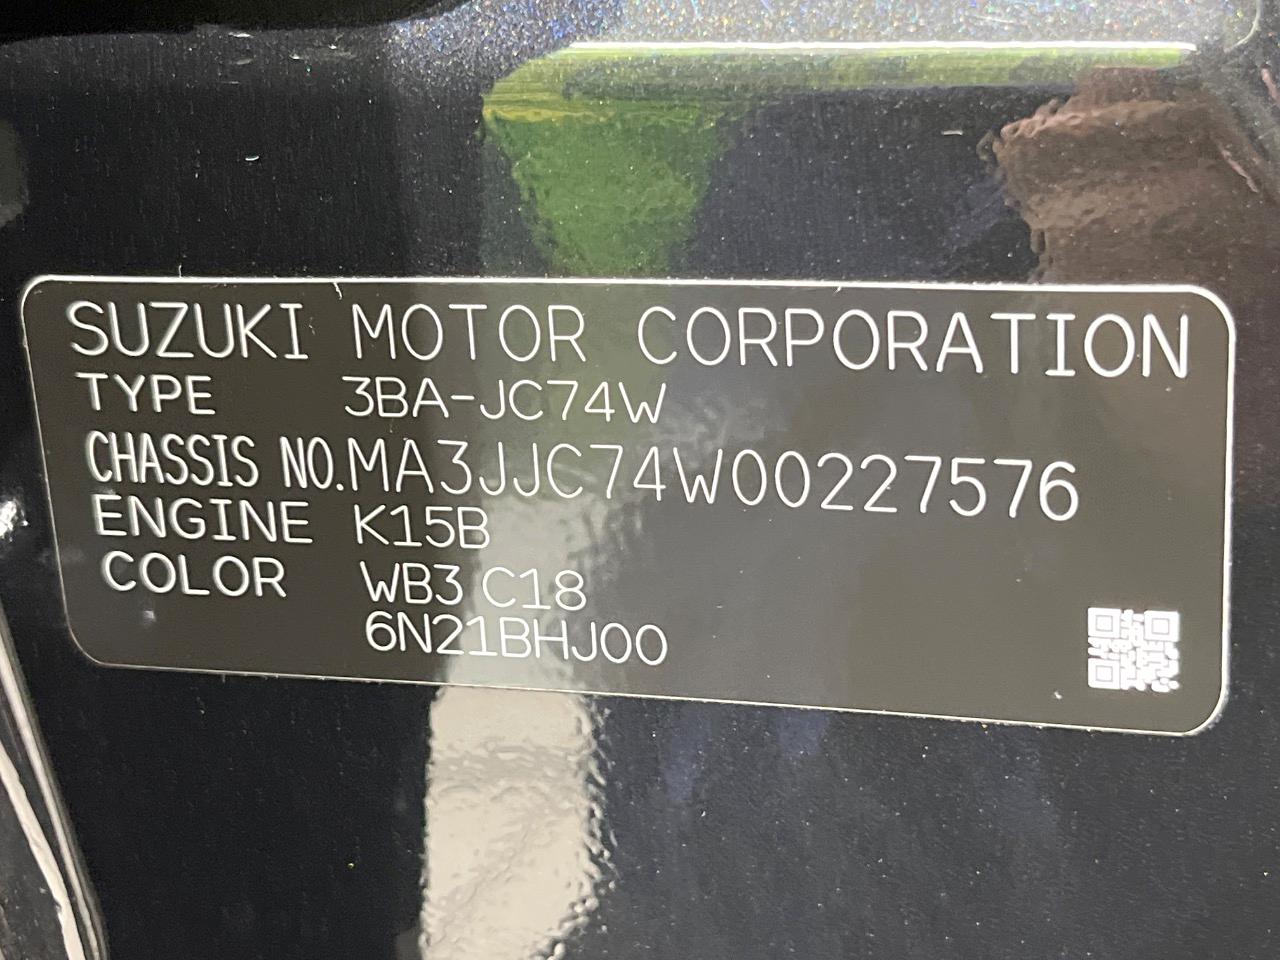 SUZUKI MOTOR CORPORATION
TYPE 3BA-JC74W
CHASSIS NO. MA3JJC74W00227576
ENGINE K15B
COLOR WB3 C18
6N21BHJ00